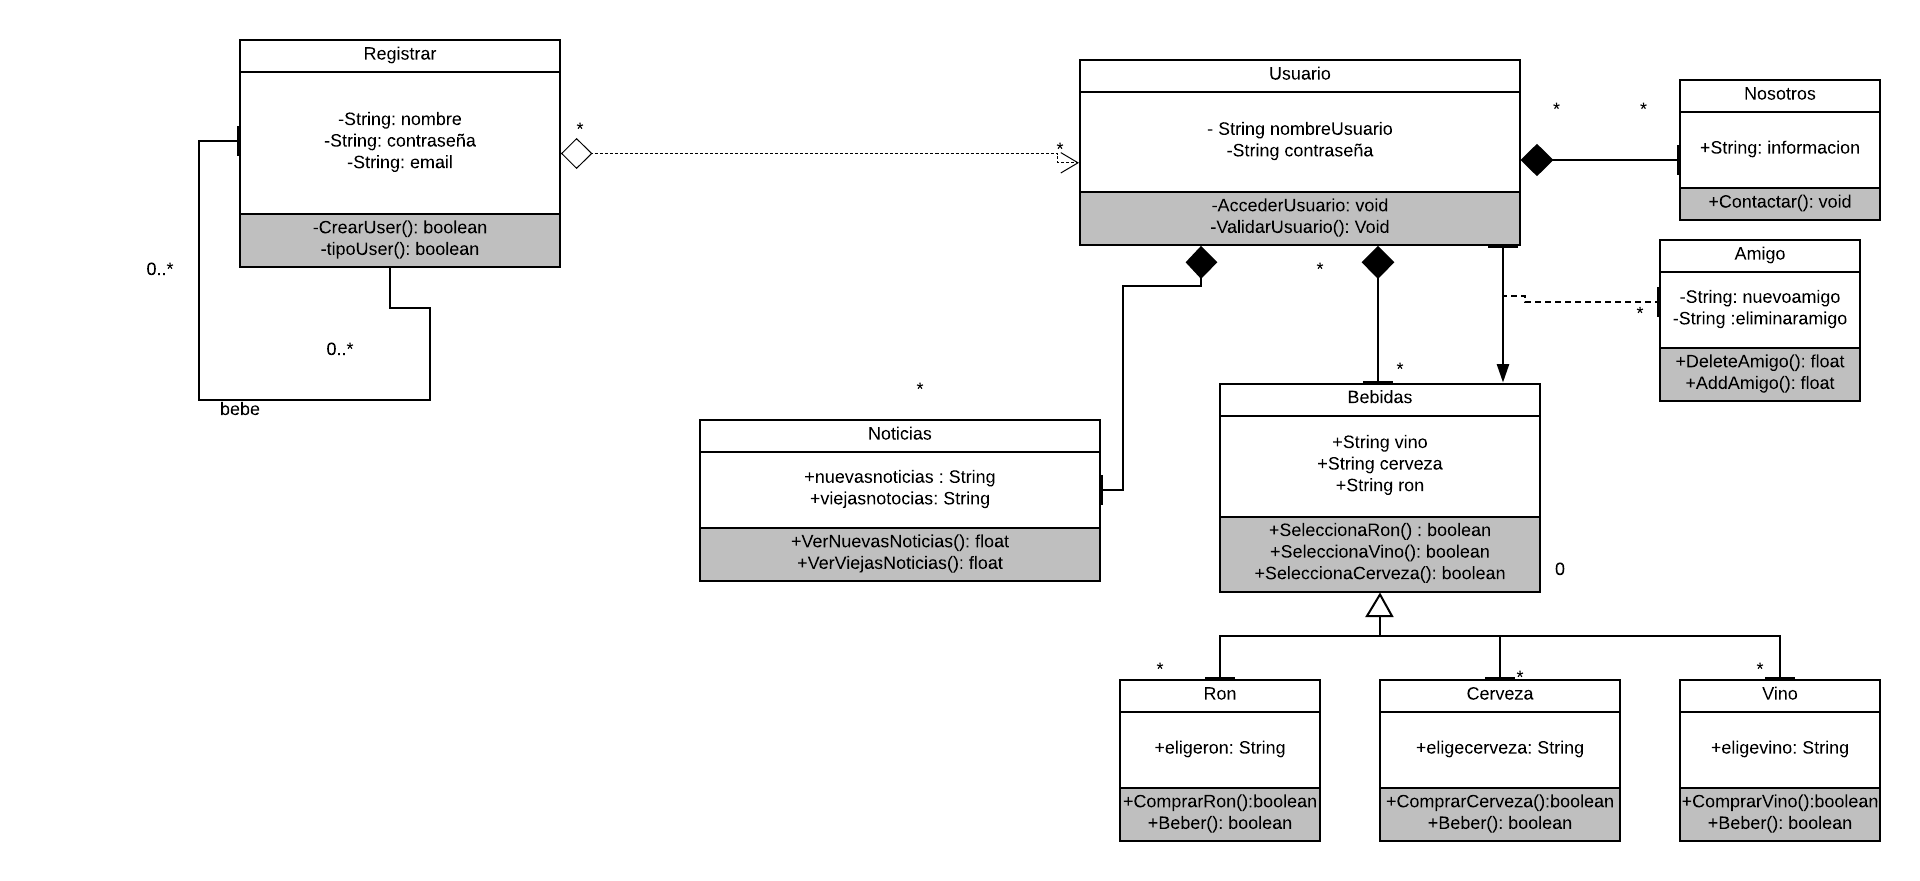 Registrar
-String: nombre
-String: contraseña
-String: email
-CrearUser(): boolean
-tipoUser(): boolean
*
*
0..*
0..*
bebe
Usuario
- String nombreUsuario
-String contraseña
-AccederUsuario: void
-ValidarUsuario(): Void
*
*
Nosotros
+String: informacion
+Contactar(): void
Amigo
-String: nuevoamigo
-String :eliminaramigo
+DeleteAmigo(): float
+AddAmigo(): float
*
*
*
*
Noticias
+nuevasnoticias : String
+viejasnotocias: String
+VerNuevasNoticias(): float
+VerViejasNoticias(): float
Bebidas
+String vino
+String cerveza
+String ron
+SeleccionaRon() : boolean
+SeleccionaVino(): boolean
+SeleccionaCerveza(): boolean
0
*
*
*
Ron
+eligeron: String
+ComprarRon():boolean
+Beber(): boolean
Cerveza
+eligecerveza: String
+ComprarCerveza():boolean
+Beber(): boolean
Vino
+eligevino: String
+ComprarVino():boolean
+Beber(): boolean